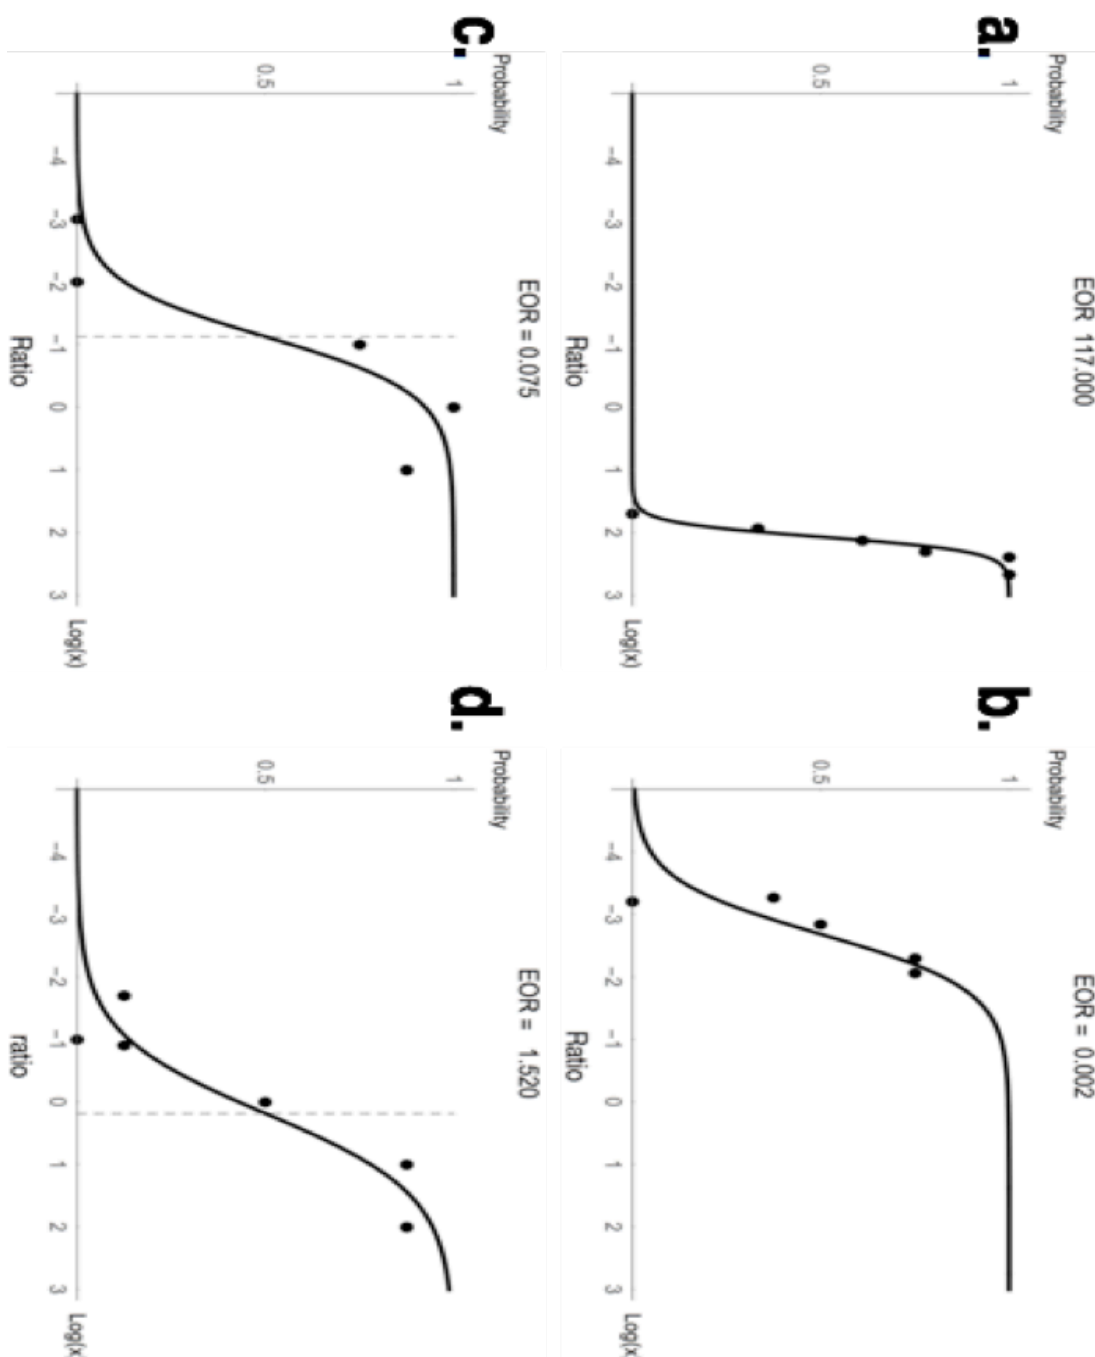 a.
Probability
EOR  117.000
1
0.5
-4 -3 -2 -1 0 1 2 3 Log(x)
Ratio
b.
Probability
EOR =  0.002
1
0.5
-4 -3 -2 -1 0 1 2 3 Log(x)
Ratio
c.
Probability
EOR = 0.075
1
0.5
-4 -3 -2 -1 0 1 2 3 Log(x)
Ratio
d.
Probability
EOR =  1.520
1
0.5
-4 -3 -2 -1 0 1 2 3 Log(x)
ratio